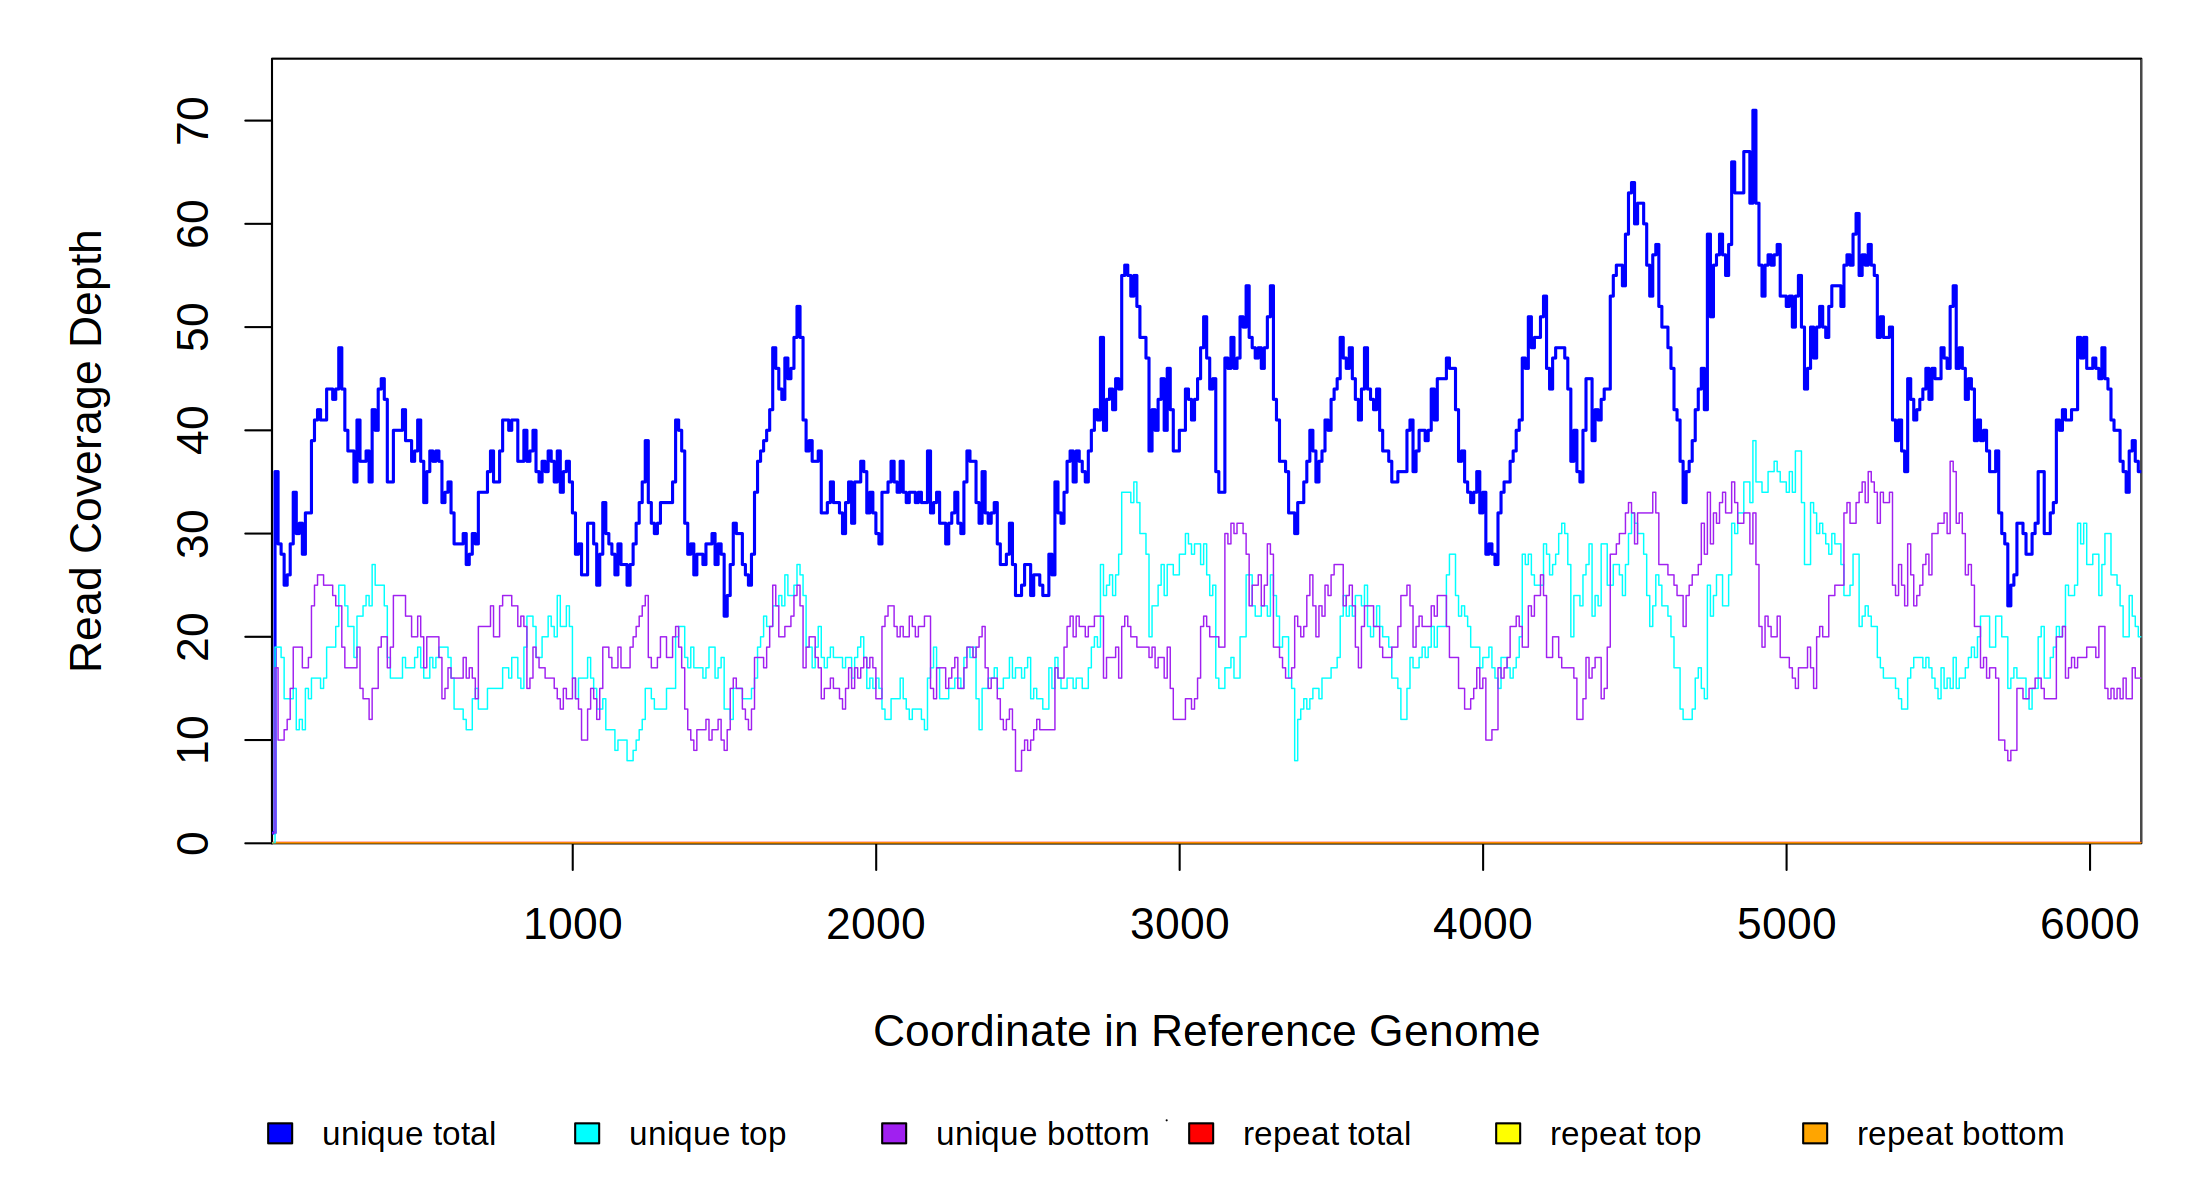 Read Coverage Depth
70
60
50
40
30
20
10
0
1000 2000 3000 4000 5000 6000
Coordinate in Reference Genome
unique total unique top unique bottom repeat total repeat top repeat bottom